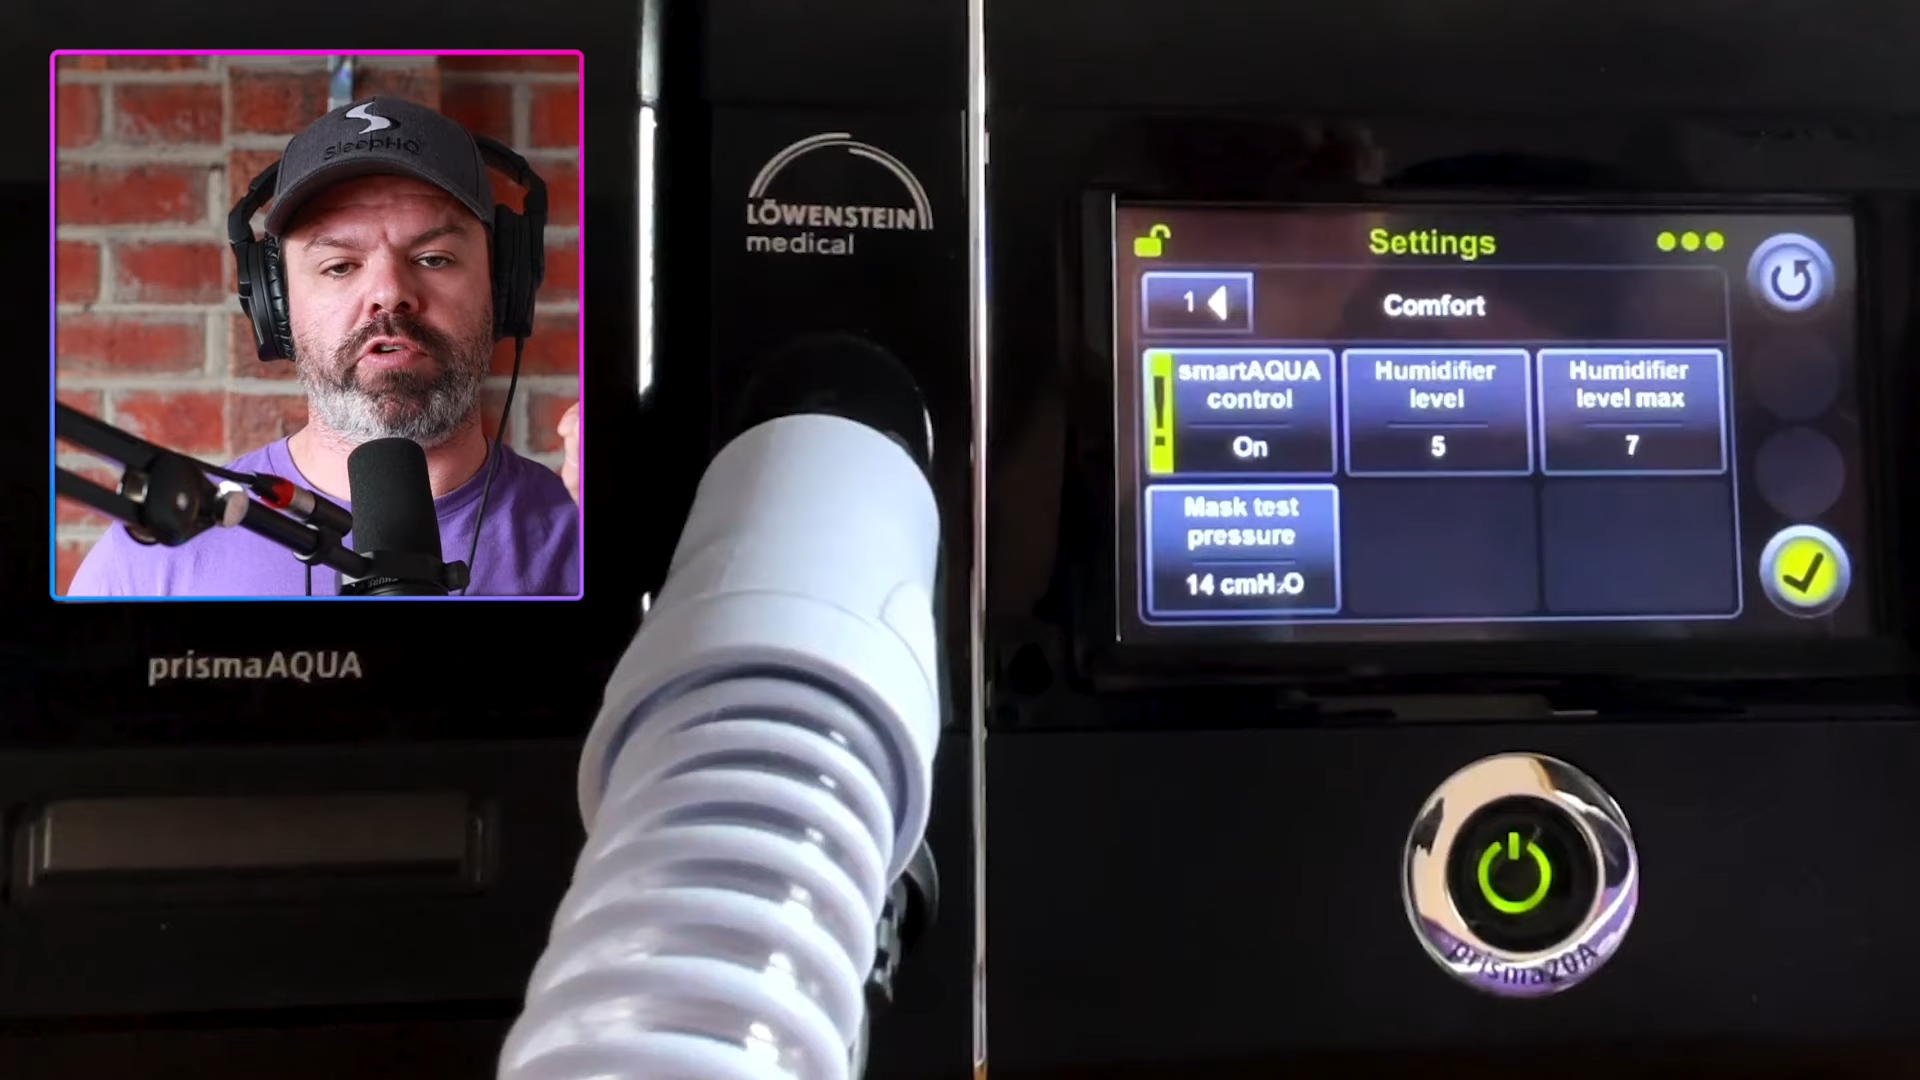 SleepHQ
LÖWENSTEIN
medical
prismaAQUA
Settings
1
Comfort
smartAQUA
control
On
Humidifier
level
5
Humidifier
level max
7
Mask test
pressure
14 cmH₂O
prisma20A